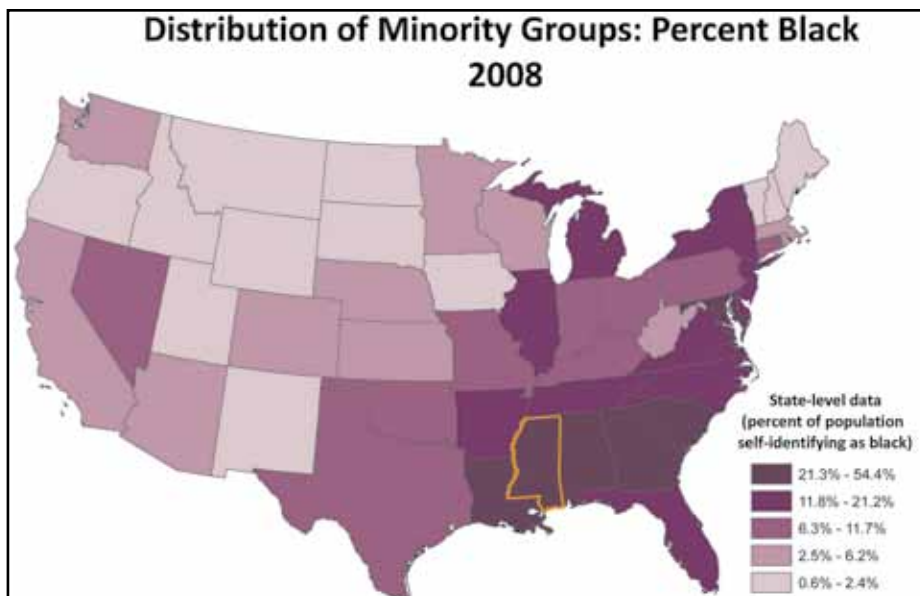 Distribution of Minority Groups: Percent Black
2008
State-level data
(percent of population
self-identifying as black)
21.3% - 54.4%
11.8% - 21.2%
6.3% - 11.7%
2.5% - 6.2%
0.6% - 2.4%